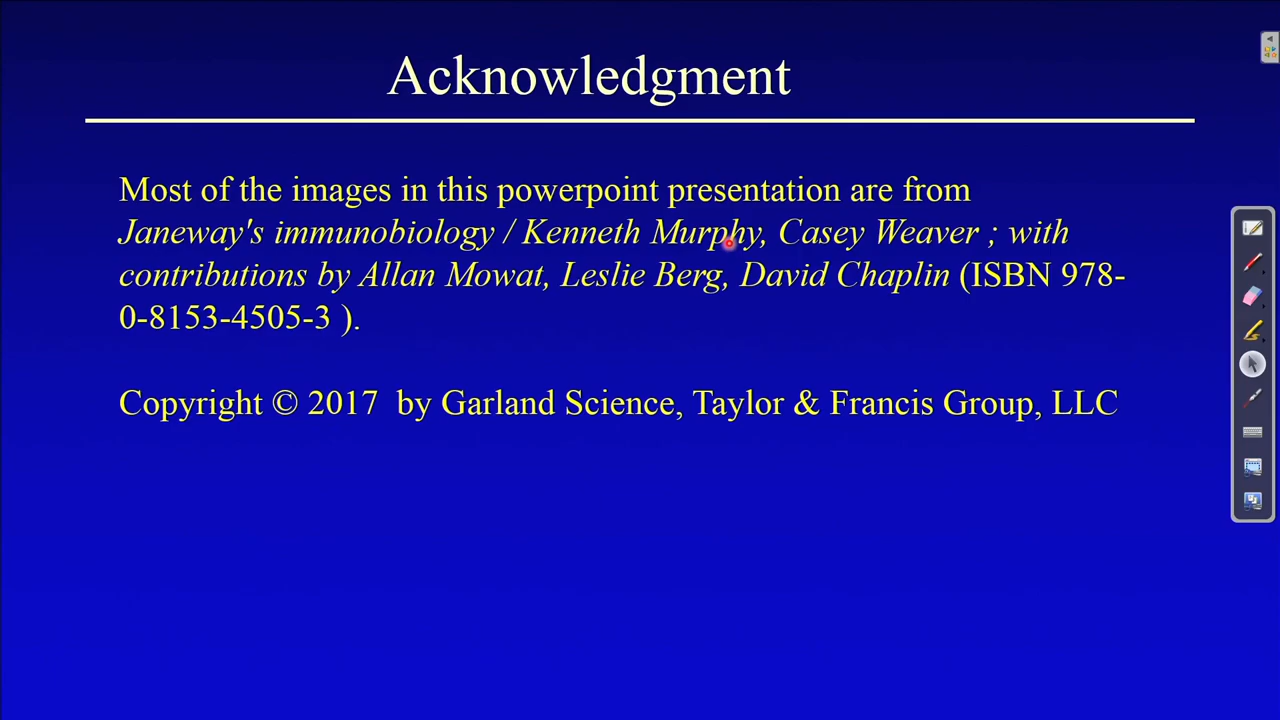 Acknowledgment
Most of the images in this powerpoint presentation are from
Janeway's immunobiology / Kenneth Murphy, Casey Weaver ; with
contributions by Allan Mowat, Leslie Berg, David Chaplin (ISBN 978-
0-8153-4505-3 ).
Copyright © 2017  by Garland Science, Taylor & Francis Group, LLC